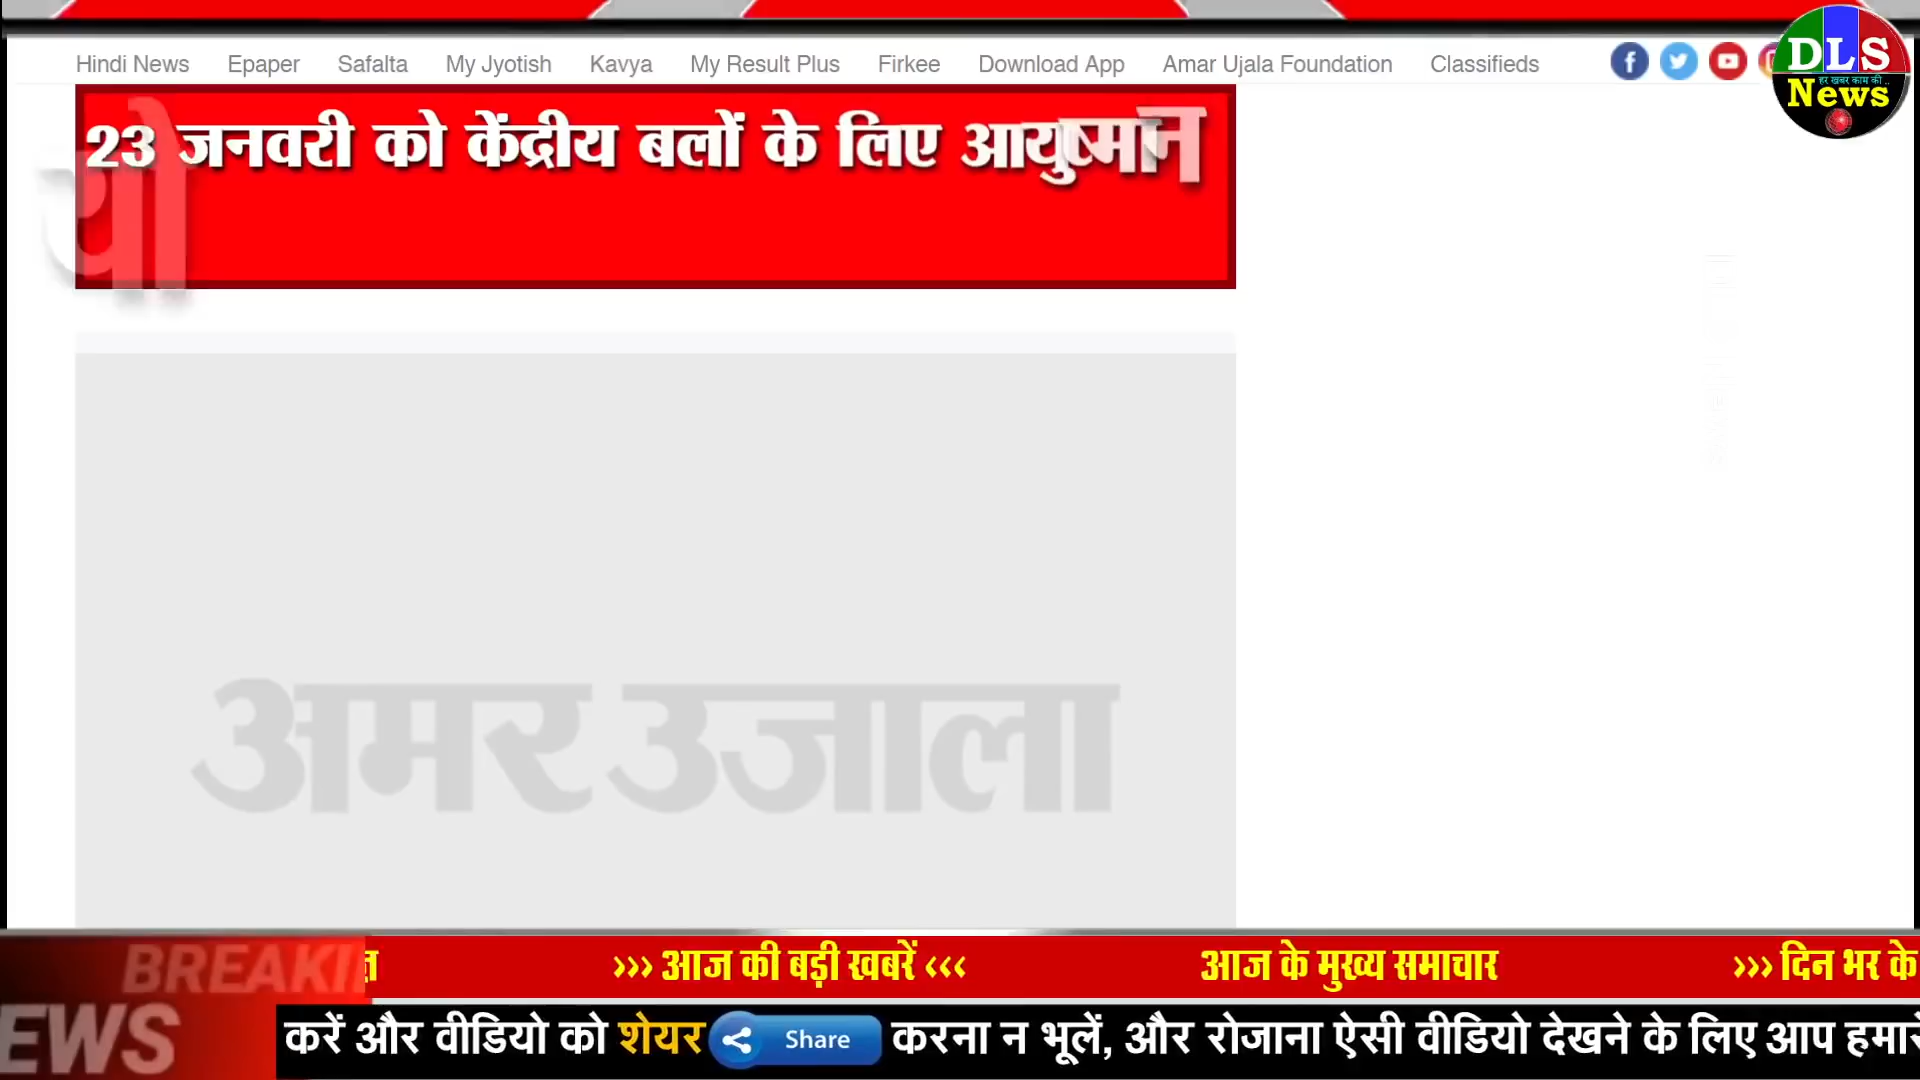 Hindi News Epaper Safalta My Jyotish Kavya My Result Plus Firkee Download App Amar Ujala Foundation Classifieds
DLS
हर खबर काम की..
News
23 जनवरी को केंद्रीय बलों के लिए आयुष्मान
यो
अमर उजाला
BREAKI
EWS
››› आज की बड़ी खबरें ‹‹‹ आज के मुख्य समाचार ››› दिन भर के
करें और वीडियो को शेयर Share करना न भूलें, और रोजाना ऐसी वीडियो देखने के लिए आप हमारे